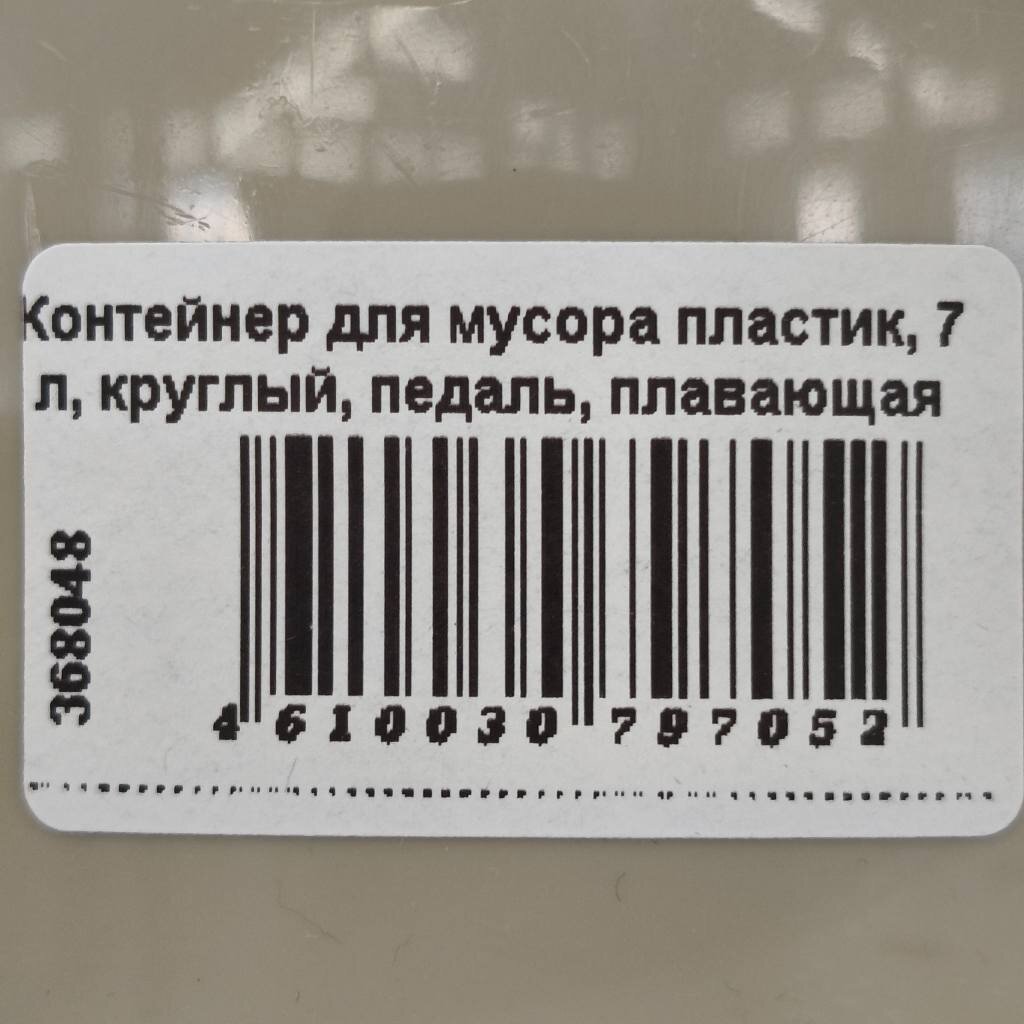 Контейнер для мусора пластик, 7
л, круглый, педаль, плавающая
368048
4 610030 797052